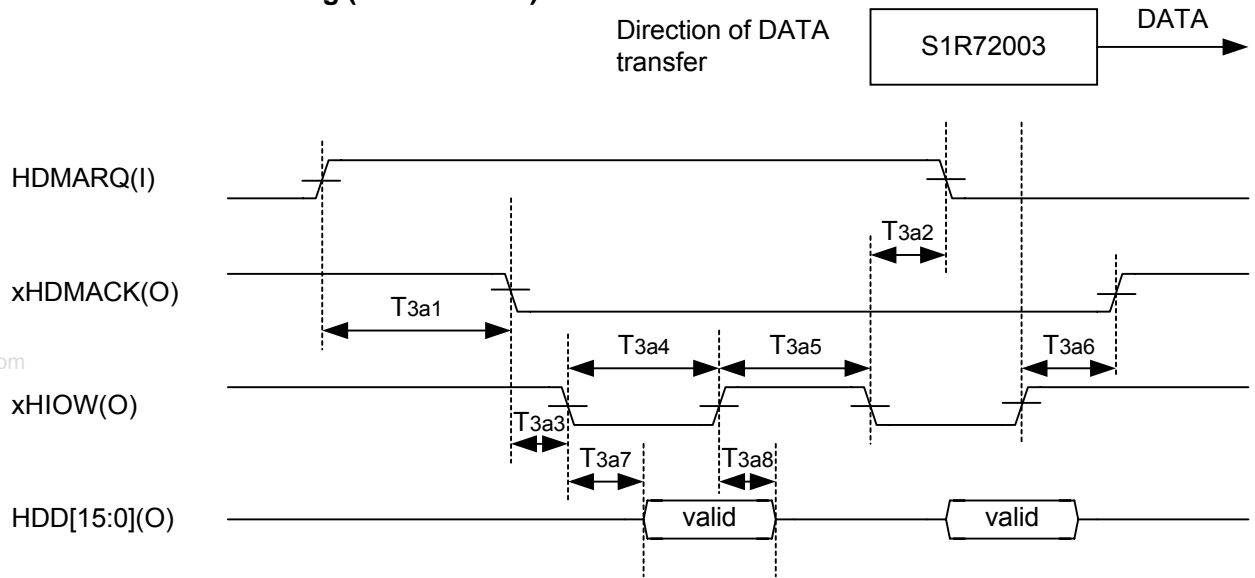 Direction of DATA
transfer
S1R72003
DATA
HDMARQ(I)
T3a2
xHDMACK(O)
T3a1
T3a4
T3a5
T3a6
om
xHIOW(O)
T3a3
T3a7
T3a8
HDD[15:0](O)
valid
valid